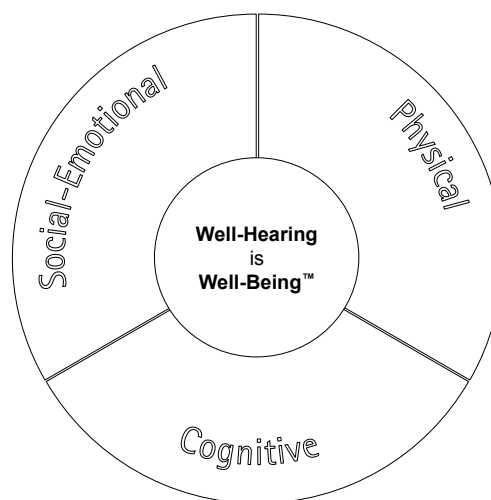 Social-Emotional
Physical
Well-Hearing
is
Well-Being™
Cognitive